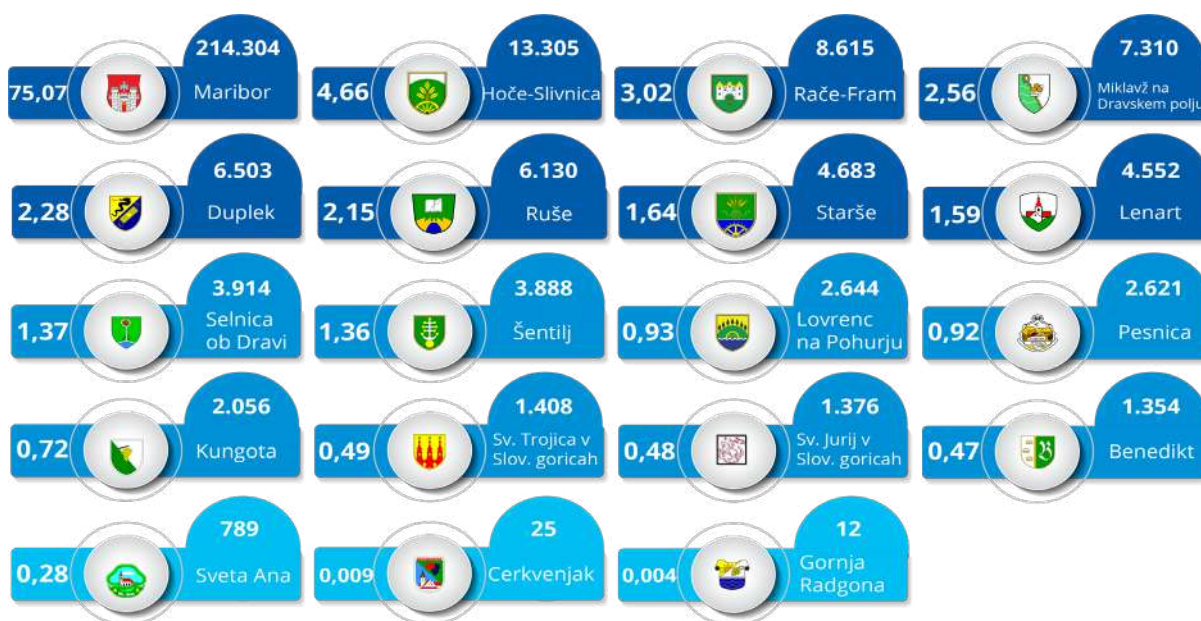 214.304
75,07
Maribor
13.305
4,66
Hoče-Slivnica
8.615
3,02
Rače-Fram
7.310
2,56
Miklavž na
Dravskem polju
6.503
2,28
Duplek
6.130
2,15
Ruše
4.683
1,64
Starše
4.552
1,59
Lenart
3.914
1,37
Selnica
ob Dravi
3.888
1,36
Šentilj
2.644
0,93
Lovrenc
na Pohurju
2.621
0,92
Pesnica
2.056
0,72
Kungota
1.408
0,49
Sv. Trojica v
Slov. goricah
1.376
0,48
Sv. Jurij v
Slov. goricah
1.354
0,47
Benedikt
789
0,28
Sveta Ana
25
0,009
Cerkvenjak
12
0,004
Gornja
Radgona